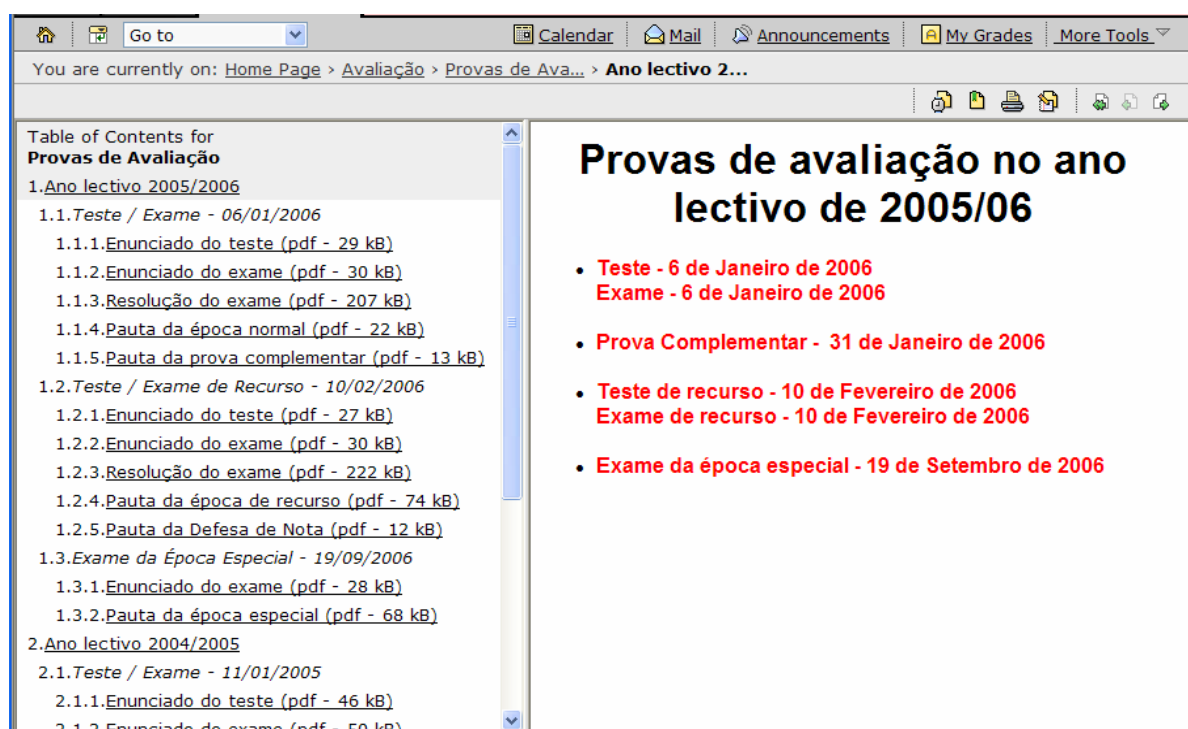 Go to
Calendar
Mail
Announcements
My Grades
More Tools
You are currently on: Home Page > Avaliação > Provas de Ava... > Ano lectivo 2...
Table of Contents for
Provas de Avaliação
1.Ano lectivo 2005/2006
1.1.Teste / Exame - 06/01/2006
1.1.1.Enunciado do teste (pdf - 29 kB)
1.1.2.Enunciado do exame (pdf - 30 kB)
1.1.3.Resolução do exame (pdf - 207 kB)
1.1.4.Pauta da época normal (pdf - 22 kB)
1.1.5.Pauta da prova complementar (pdf - 13 kB)
1.2.Teste / Exame de Recurso - 10/02/2006
1.2.1.Enunciado do teste (pdf - 27 kB)
1.2.2.Enunciado do exame (pdf - 30 kB)
1.2.3.Resolução do exame (pdf - 222 kB)
1.2.4.Pauta da época de recurso (pdf - 74 kB)
1.2.5.Pauta da Defesa de Nota (pdf - 12 kB)
1.3.Exame da Época Especial - 19/09/2006
1.3.1.Enunciado do exame (pdf - 28 kB)
1.3.2.Pauta da época especial (pdf - 68 kB)
2.Ano lectivo 2004/2005
2.1.Teste / Exame - 11/01/2005
2.1.1.Enunciado do teste (pdf - 46 kB)
2.1.2.Enunciado do exame (pdf - 50 kB)
Provas de avaliação no ano
lectivo de 2005/06
• Teste - 6 de Janeiro de 2006
Exame - 6 de Janeiro de 2006
• Prova Complementar - 31 de Janeiro de 2006
• Teste de recurso - 10 de Fevereiro de 2006
Exame de recurso - 10 de Fevereiro de 2006
• Exame da época especial - 19 de Setembro de 2006